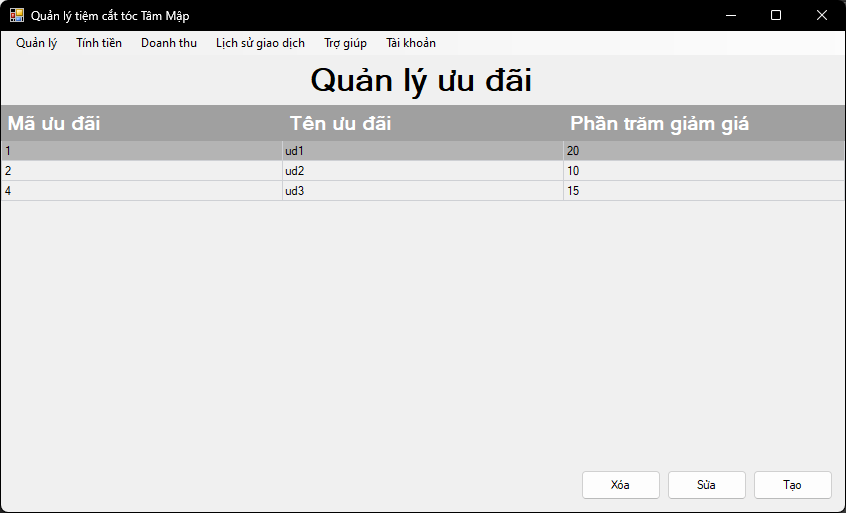 Quản lý tiệm cắt tóc Tâm Mập
Quản lý Tính tiền Doanh thu Lịch sử giao dịch Trợ giúp Tài khoản
Quản lý ưu đãi
Mã ưu đãi Tên ưu đãi Phần trăm giảm giá
1 ud1 20
2 ud2 10
4 ud3 15
Xóa Sửa Tạo